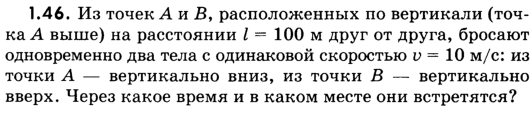 1.46. Из точек A и B, расположенных по вертикали (точ-
ка A выше) на расстоянии l = 100 м друг от друга, бросают
одновременно два тела с одинаковой скоростью v = 10 м/с: из
точки A — вертикально вниз, из точки B — вертикально
вверх. Через какое время и в каком месте они встретятся?